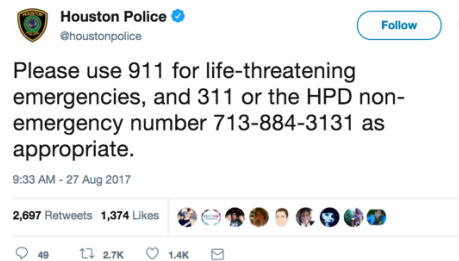 Houston Police
@houstonpolice
Follow
Please use 911 for life-threatening
emergencies, and 311 or the HPD non-
emergency number 713-884-3131 as
appropriate.
9:33 AM - 27 Aug 2017
2,697 Retweets 1,374 Likes
49 2.7K 1.4K